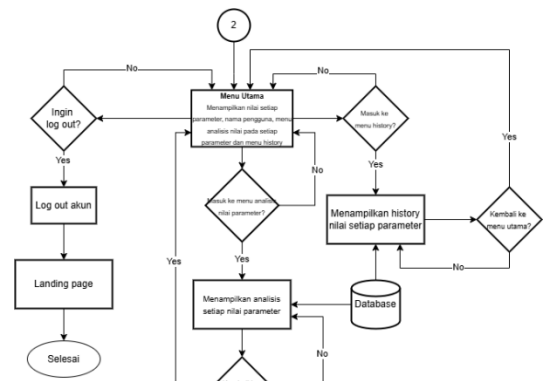 2
No
No
Menu Utama
Menampilkan nilai setiap
parameter, nama pengguna, menu
analisis nilai pada setiap
parameter dan menu history
Ingin
log out?
Masuk ke
menu history?
Yes
Yes
Yes
No
Masuk ke menu analisis
nilai parameter?
Log out akun
Menampilkan history
nilai setiap parameter
Kembali ke
menu utama?
Yes
Yes
No
Landing page
Menampilkan analisis
setiap nilai parameter
Database
Selesai
No